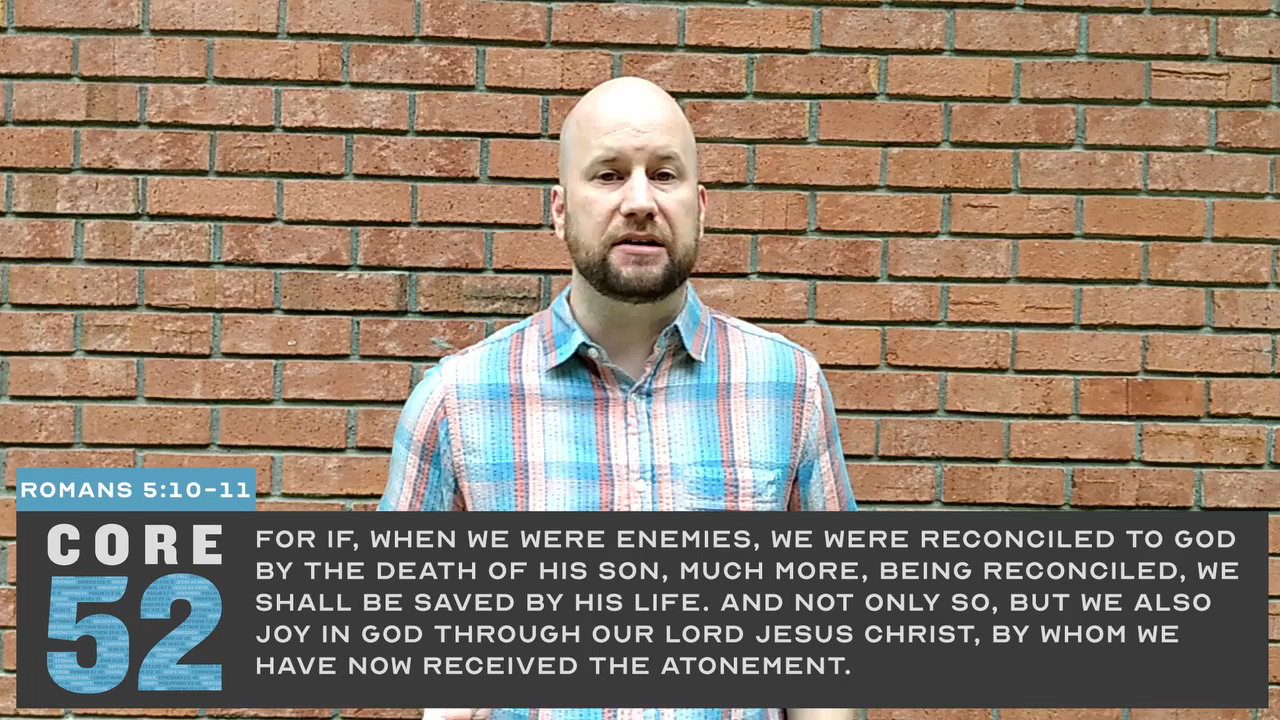 ROMANS 5:10-11
CORE
52
FOR IF, WHEN WE WERE ENEMIES, WE WERE RECONCILED TO GOD
BY THE DEATH OF HIS SON, MUCH MORE, BEING RECONCILED, WE
SHALL BE SAVED BY HIS LIFE. AND NOT ONLY SO, BUT WE ALSO
JOY IN GOD THROUGH OUR LORD JESUS CHRIST, BY WHOM WE
HAVE NOW RECEIVED THE ATONEMENT.